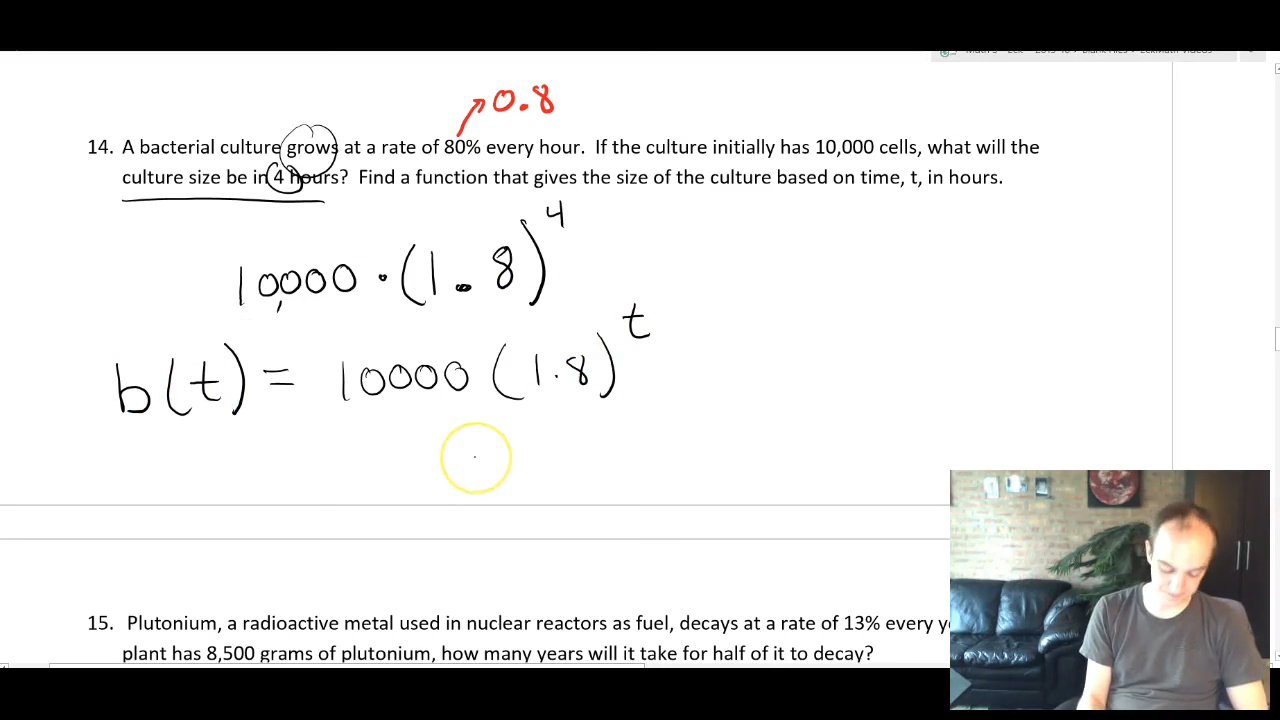 0.8
14. A bacterial culture grows at a rate of 80% every hour. If the culture initially has 10,000 cells, what will the
culture size be in 4 hours? Find a function that gives the size of the culture based on time, t, in hours.
10,000 · (1.8)^4
b(t) = 10000 (1.8)^t
15. Plutonium, a radioactive metal used in nuclear reactors as fuel, decays at a rate of 13% every y
plant has 8,500 grams of plutonium, how many years will it take for half of it to decay?